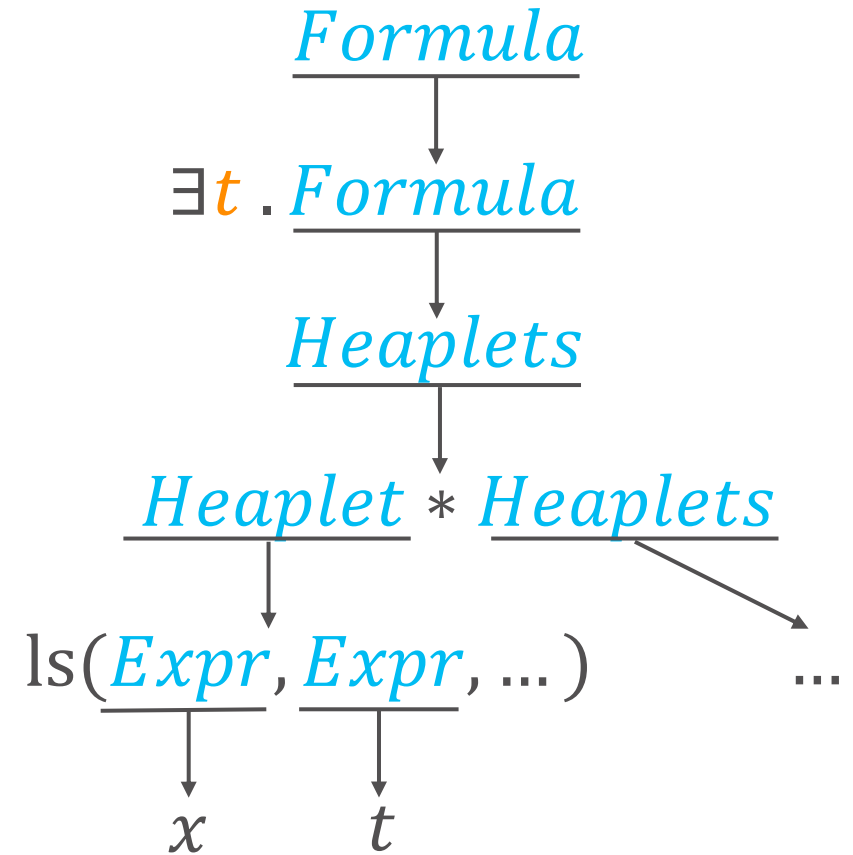 Formula
∃t . Formula
Heaplets
Heaplet * Heaplets
ls(Expr, Expr, ... ) ...
x t